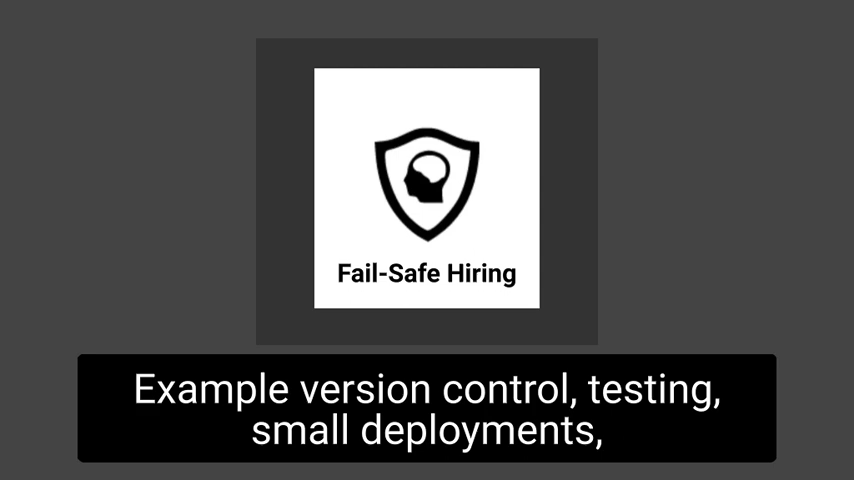 Fail-Safe Hiring
Example version control, testing,
small deployments,